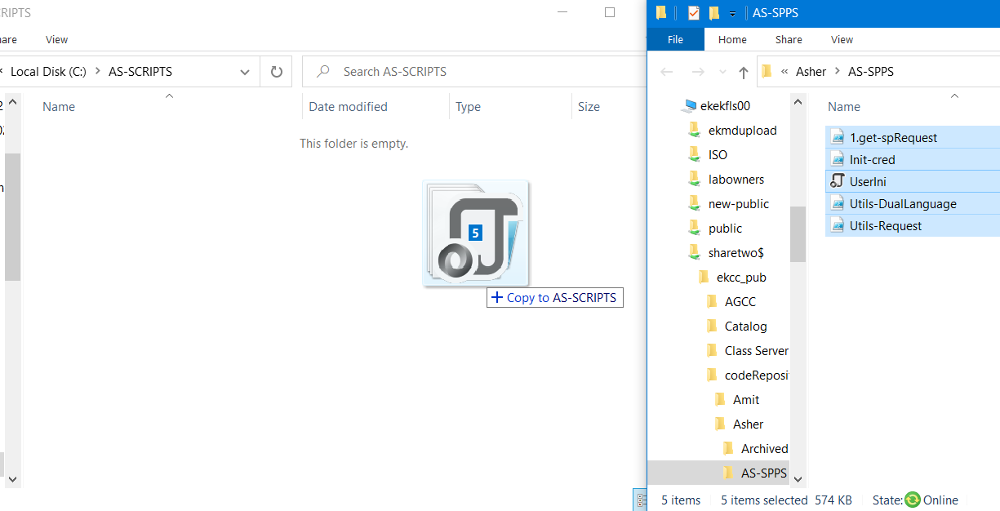 CRIPTS
are
View
Local Disk (C:) > AS-SCRIPTS
Search AS-SCRIPTS
Name
Date modified
Type
Size
This folder is empty.
5
+ Copy to AS-SCRIPTS
AS-SPPS
File
Home
Share
View
« Asher > AS-SPPS
ekekfls00
ekmdupload
ISO
labowners
new-public
public
sharetwo$
ekcc_pub
AGCC
Catalog
Class Server
codeReposi
Amit
Asher
Archived
AS-SPPS
Name
1.get-spRequest
Init-cred
UserIni
Utils-DualLanguage
Utils-Request
5 items
5 items selected 574 KB
State: Online